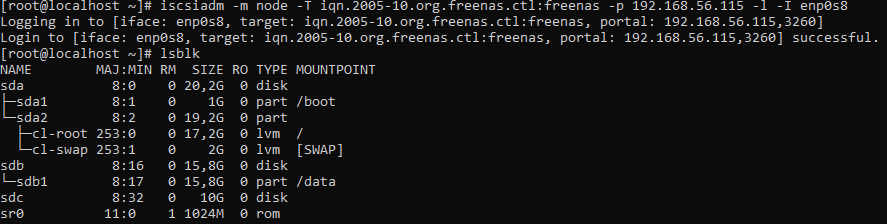 [root@localhost ~]# iscsiadm -m node -T iqn.2005-10.org.freenas.ctl:freenas -p 192.168.56.115 -l -I enp0s8
Logging in to [iface: enp0s8, target: iqn.2005-10.org.freenas.ctl:freenas, portal: 192.168.56.115,3260]
Login to [iface: enp0s8, target: iqn.2005-10.org.freenas.ctl:freenas, portal: 192.168.56.115,3260] successful.
[root@localhost ~]# lsblk
NAME        MAJ:MIN RM  SIZE RO TYPE MOUNTPOINT
sda           8:0    0 20,2G  0 disk
├─sda1        8:1    0    1G  0 part /boot
└─sda2        8:2    0 19,2G  0 part
  ├─cl-root 253:0    0 17,2G  0 lvm  /
  └─cl-swap 253:1    0    2G  0 lvm  [SWAP]
sdb           8:16   0 15,8G  0 disk
└─sdb1        8:17   0 15,8G  0 part /data
sdc           8:32   0   10G  0 disk
sr0          11:0    1 1024M  0 rom